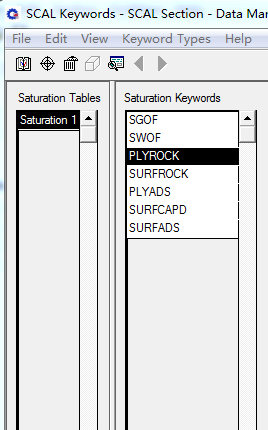 SCAL Keywords - SCAL Section - Data Mar
File Edit View Keyword Types Help
Saturation Tables
Saturation 1
Saturation Keywords
SGOF
SWOF
PLYROCK
SURFROCK
PLYADS
SURFCAPD
SURFADS